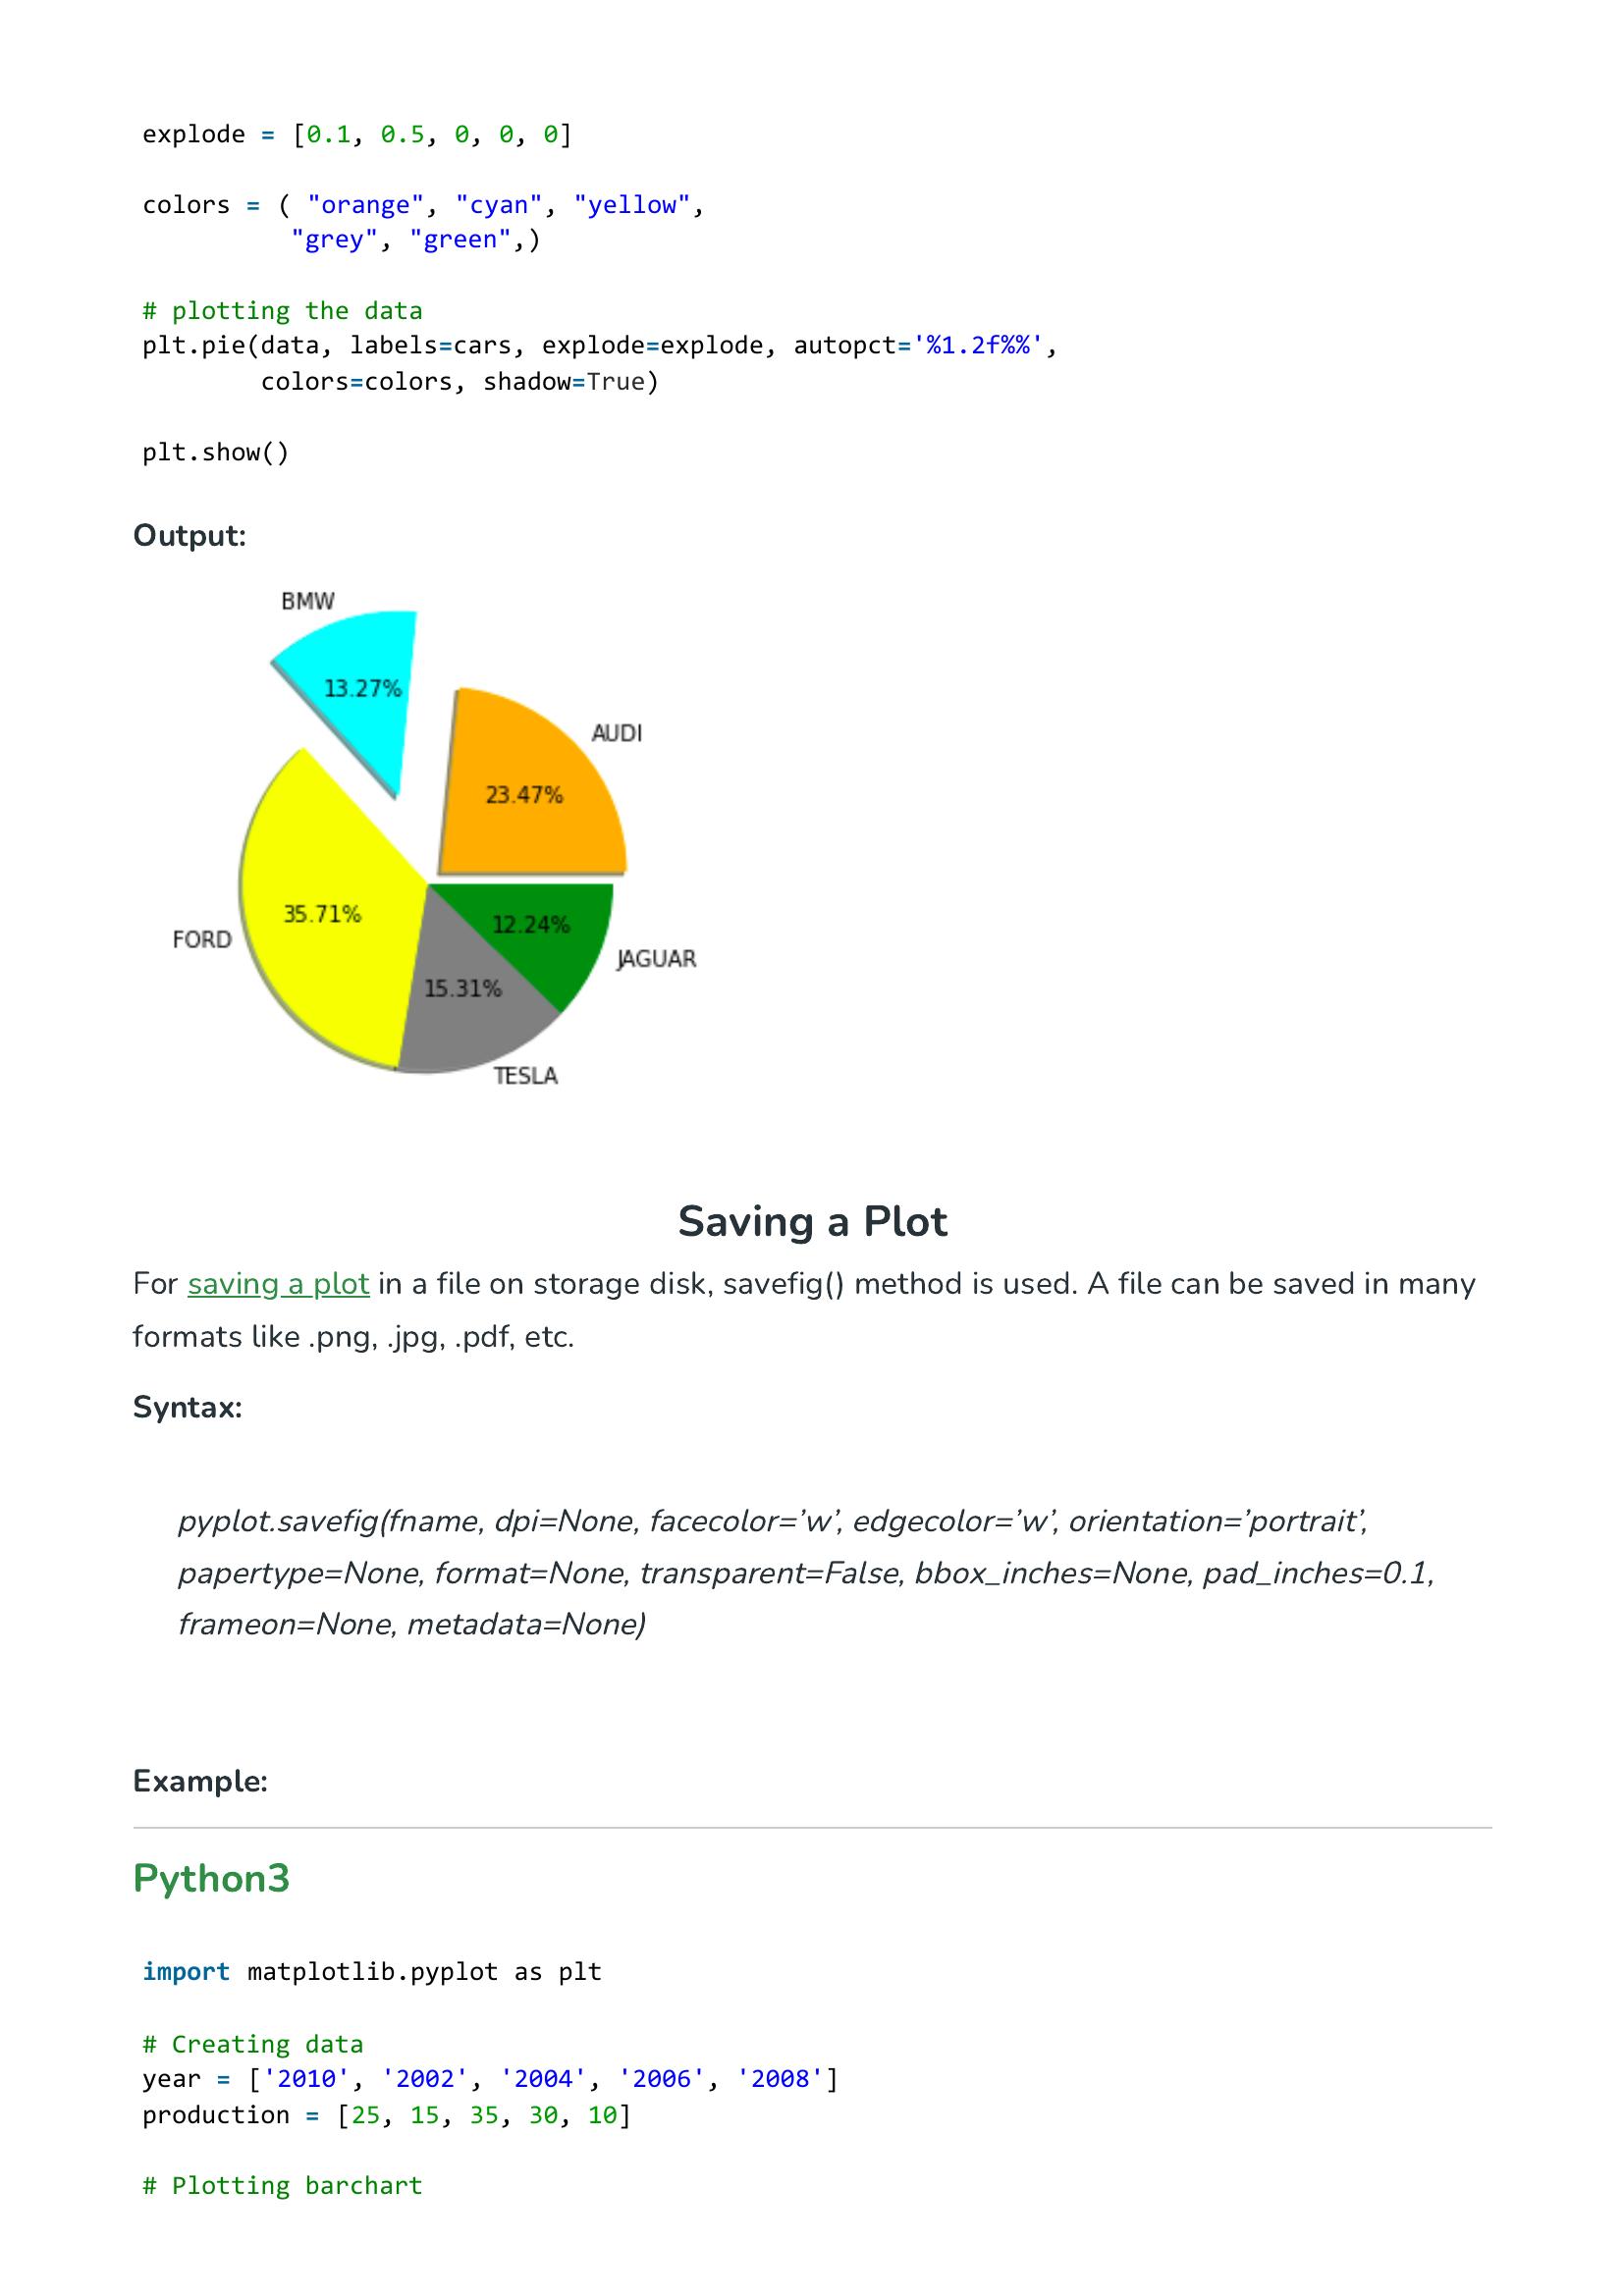 explode = [0.1, 0.5, 0, 0, 0]
colors = ( "orange", "cyan", "yellow",
"grey", "green",)
# plotting the data
plt.pie(data, labels=cars, explode=explode, autopct='%1.2f%%',
colors=colors, shadow=True)
plt.show()
Output:
BMW
13.27%
AUDI
23.47%
35.71%
FORD
12.24%
JAGUAR
15.31%
TESLA
Saving a Plot
For saving a plot in a file on storage disk, savefig() method is used. A file can be saved in many
formats like .png, .jpg, .pdf, etc.
Syntax:
pyplot.savefig(fname, dpi=None, facecolor=’w’, edgecolor=’w’, orientation=’portrait’,
papertype=None, format=None, transparent=False, bbox_inches=None, pad_inches=0.1,
frameon=None, metadata=None)
Example:
Python3
import matplotlib.pyplot as plt
# Creating data
year = ['2010', '2002', '2004', '2006', '2008']
production = [25, 15, 35, 30, 10]
# Plotting barchart